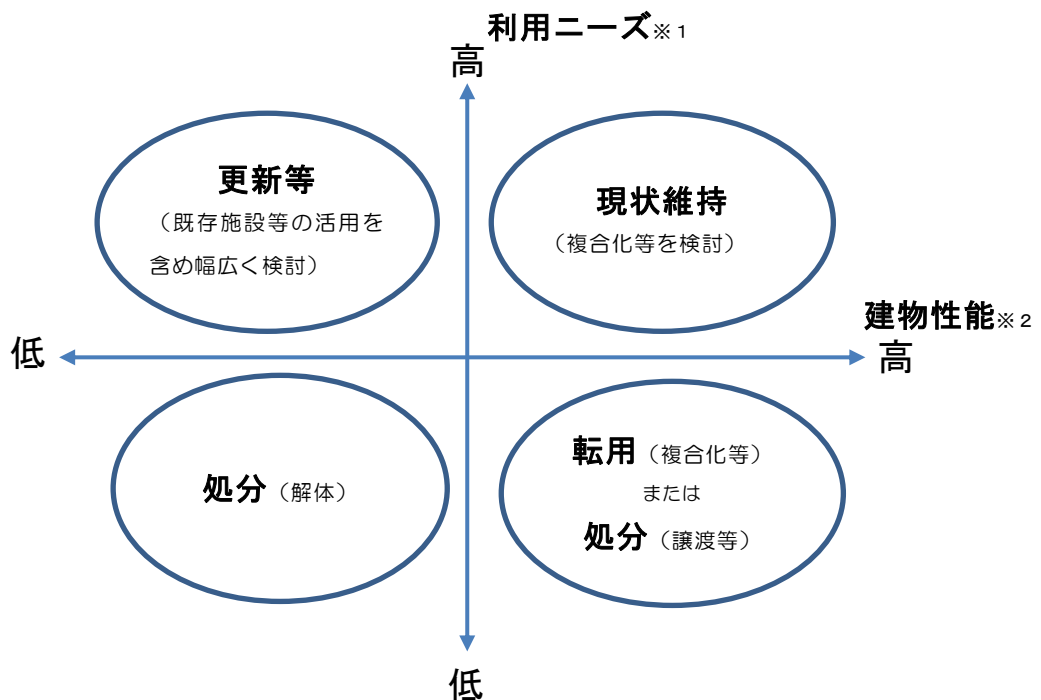 利用ニーズ※1
高
更新等
（既存施設等の活用を
含め幅広く検討）
現状維持
（複合化等を検討）
建物性能※2
低
高
処分（解体）
転用（複合化等）
または
処分（譲渡等）
低